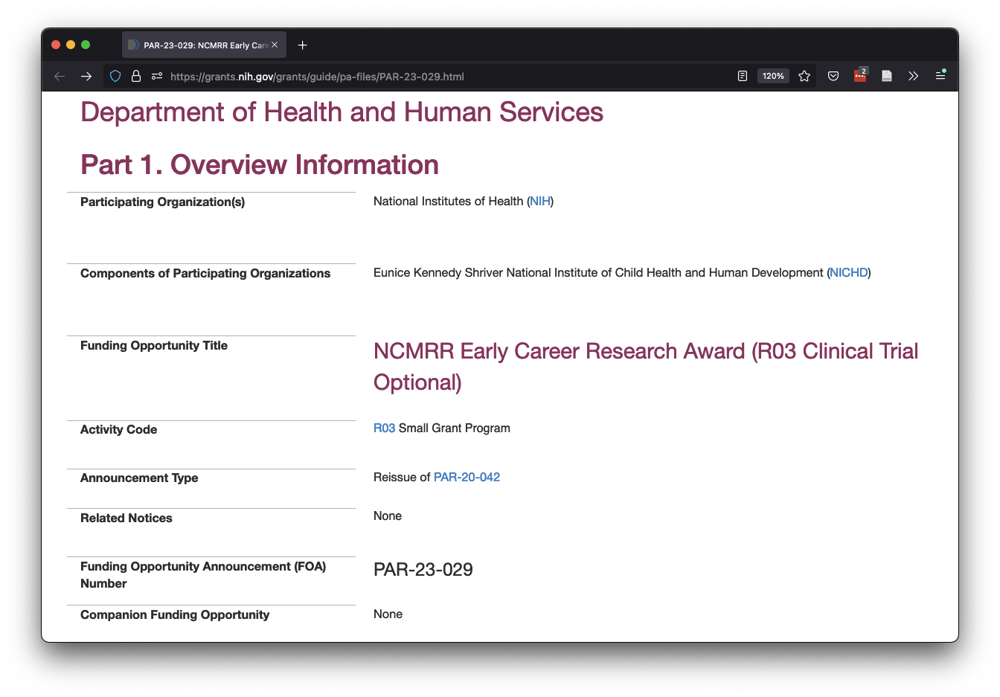 PAR-23-029: NCMRR Early Care
https://grants.nih.gov/grants/guide/pa-files/PAR-23-029.html
120%
2
Department of Health and Human Services
Part 1. Overview Information
Participating Organization(s)
National Institutes of Health (NIH)
Components of Participating Organizations
Eunice Kennedy Shriver National Institute of Child Health and Human Development (NICHD)
Funding Opportunity Title
NCMRR Early Career Research Award (R03 Clinical Trial
Optional)
Activity Code
R03 Small Grant Program
Announcement Type
Reissue of PAR-20-042
Related Notices
None
Funding Opportunity Announcement (FOA)
Number
PAR-23-029
Companion Funding Opportunity
None